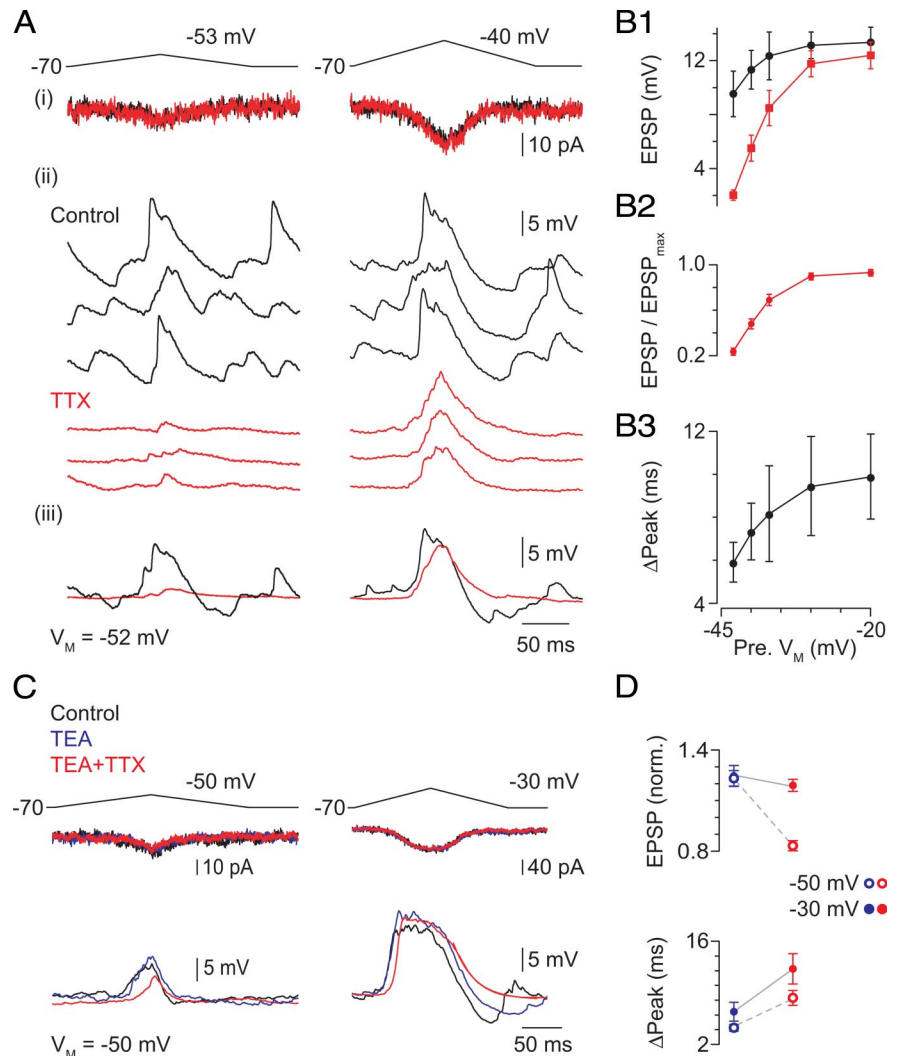 A
-53 mV
-40 mV
-70
-70
(i)
10 pA
(ii)
Control
5 mV
TTX
(iii)
5 mV
V_M = -52 mV
50 ms
B1
12
4
EPSP (mV)
B2
1.0
0.2
EPSP / EPSP_max
B3
12
4
ΔPeak (ms)
-45
-20
Pre. V_M (mV)
C
Control
TEA
TEA+TTX
-50 mV
-30 mV
-70
-70
10 pA
40 pA
5 mV
5 mV
V_M = -50 mV
50 ms
D
1.4
0.8
EPSP (norm.)
-50 mV
-30 mV
16
2
ΔPeak (ms)